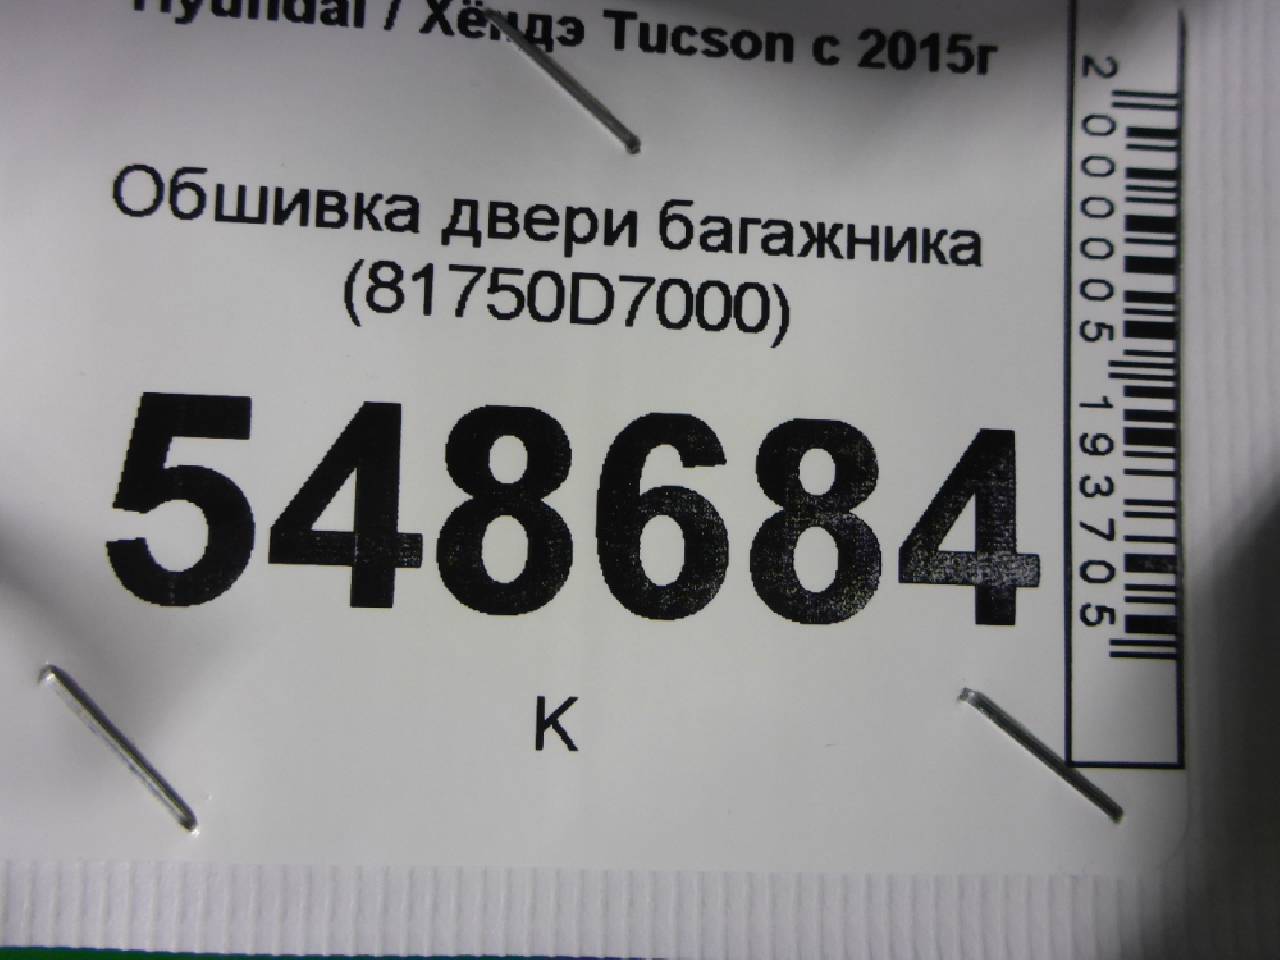 Hyundai / Хёндэ Tucson с 2015г
Обшивка двери багажника
(81750D7000)
548684
К
2000005193705